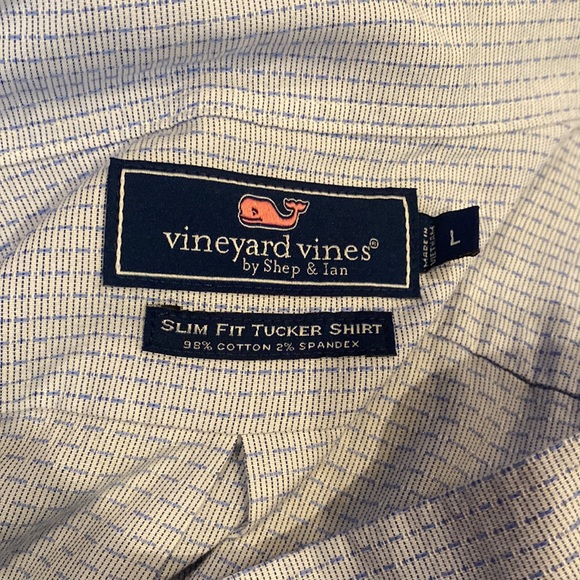 vineyard vines®
by Shep & Ian
MADE IN
VIETNAM
L
SLIM FIT TUCKER SHIRT
98% COTTON 2% SPANDEX